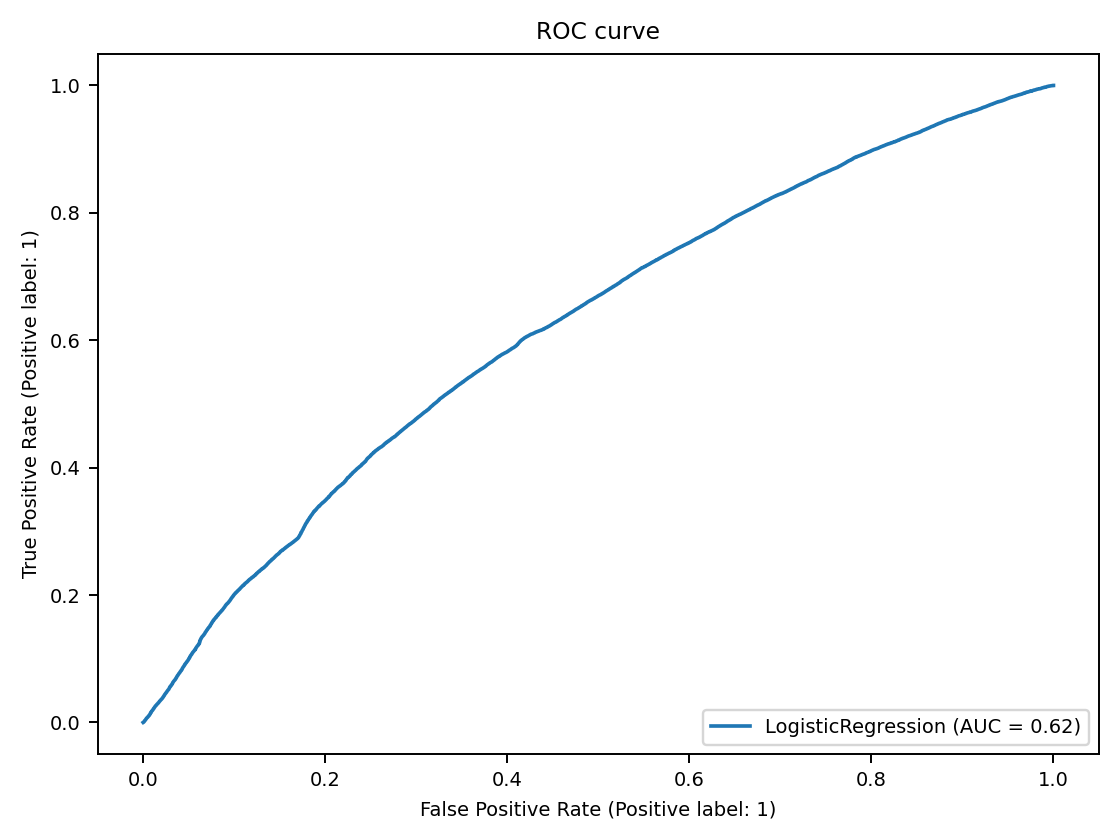 ROC curve
True Positive Rate (Positive label: 1)
1.0
0.8
0.6
0.4
0.2
0.0
LogisticRegression (AUC = 0.62)
0.0 0.2 0.4 0.6 0.8 1.0
False Positive Rate (Positive label: 1)